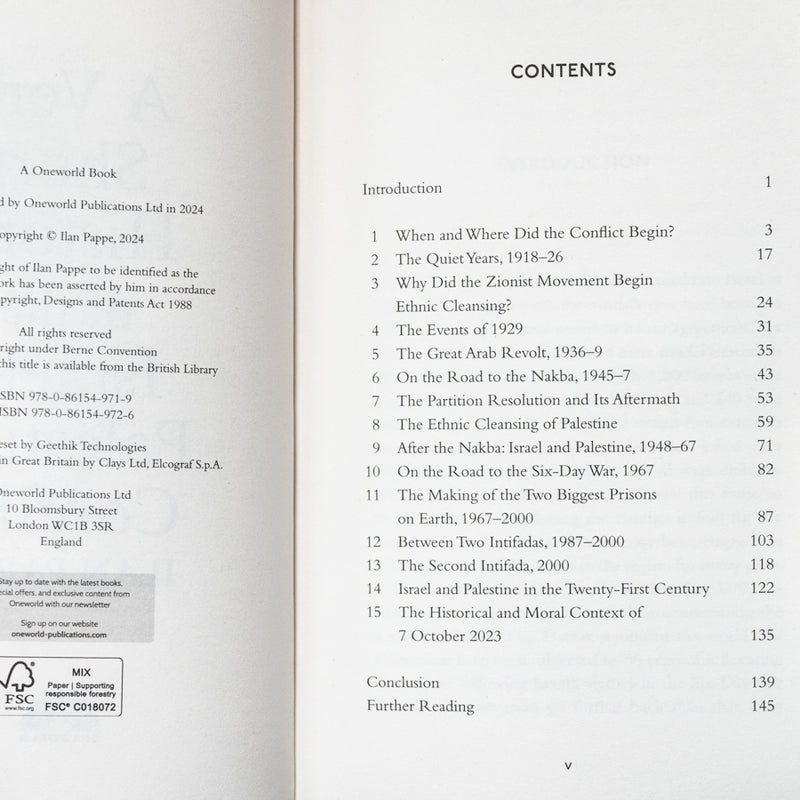 A Oneworld Book
by Oneworld Publications Ltd in 2024
© Ilan Pappe, 2024
of Ilan Pappe to be identified as the
has been asserted by him in accordance
Designs and Patents Act 1988
All rights reserved
under Berne Convention
this title is available from the British Library
978-0-86154-971-9
978-0-86154-972-6
by Geethik Technologies
in Great Britain by Clays Ltd, Elcograf S.p.A.
Oneworld Publications Ltd
10 Bloomsbury Street
London WC1B 3SR
England
Stay up to date with the latest books,
offers, and exclusive content from
Oneworld with our newsletter
Sign up on our website
oneworld-publications.com
FSC
www.fsc.org
MIX
Paper | Supporting
responsible forestry
FSC® C018072
CONTENTS
Introduction 1
1 When and Where Did the Conflict Begin? 3
2 The Quiet Years, 1918–26 17
3 Why Did the Zionist Movement Begin
Ethnic Cleansing? 24
4 The Events of 1929 31
5 The Great Arab Revolt, 1936–9 35
6 On the Road to the Nakba, 1945–7 43
7 The Partition Resolution and Its Aftermath 53
8 The Ethnic Cleansing of Palestine 59
9 After the Nakba: Israel and Palestine, 1948–67 71
10 On the Road to the Six-Day War, 1967 82
11 The Making of the Two Biggest Prisons
on Earth, 1967–2000 87
12 Between Two Intifadas, 1987–2000 103
13 The Second Intifada, 2000 118
14 Israel and Palestine in the Twenty-First Century 122
15 The Historical and Moral Context of
7 October 2023 135
Conclusion 139
Further Reading 145
v